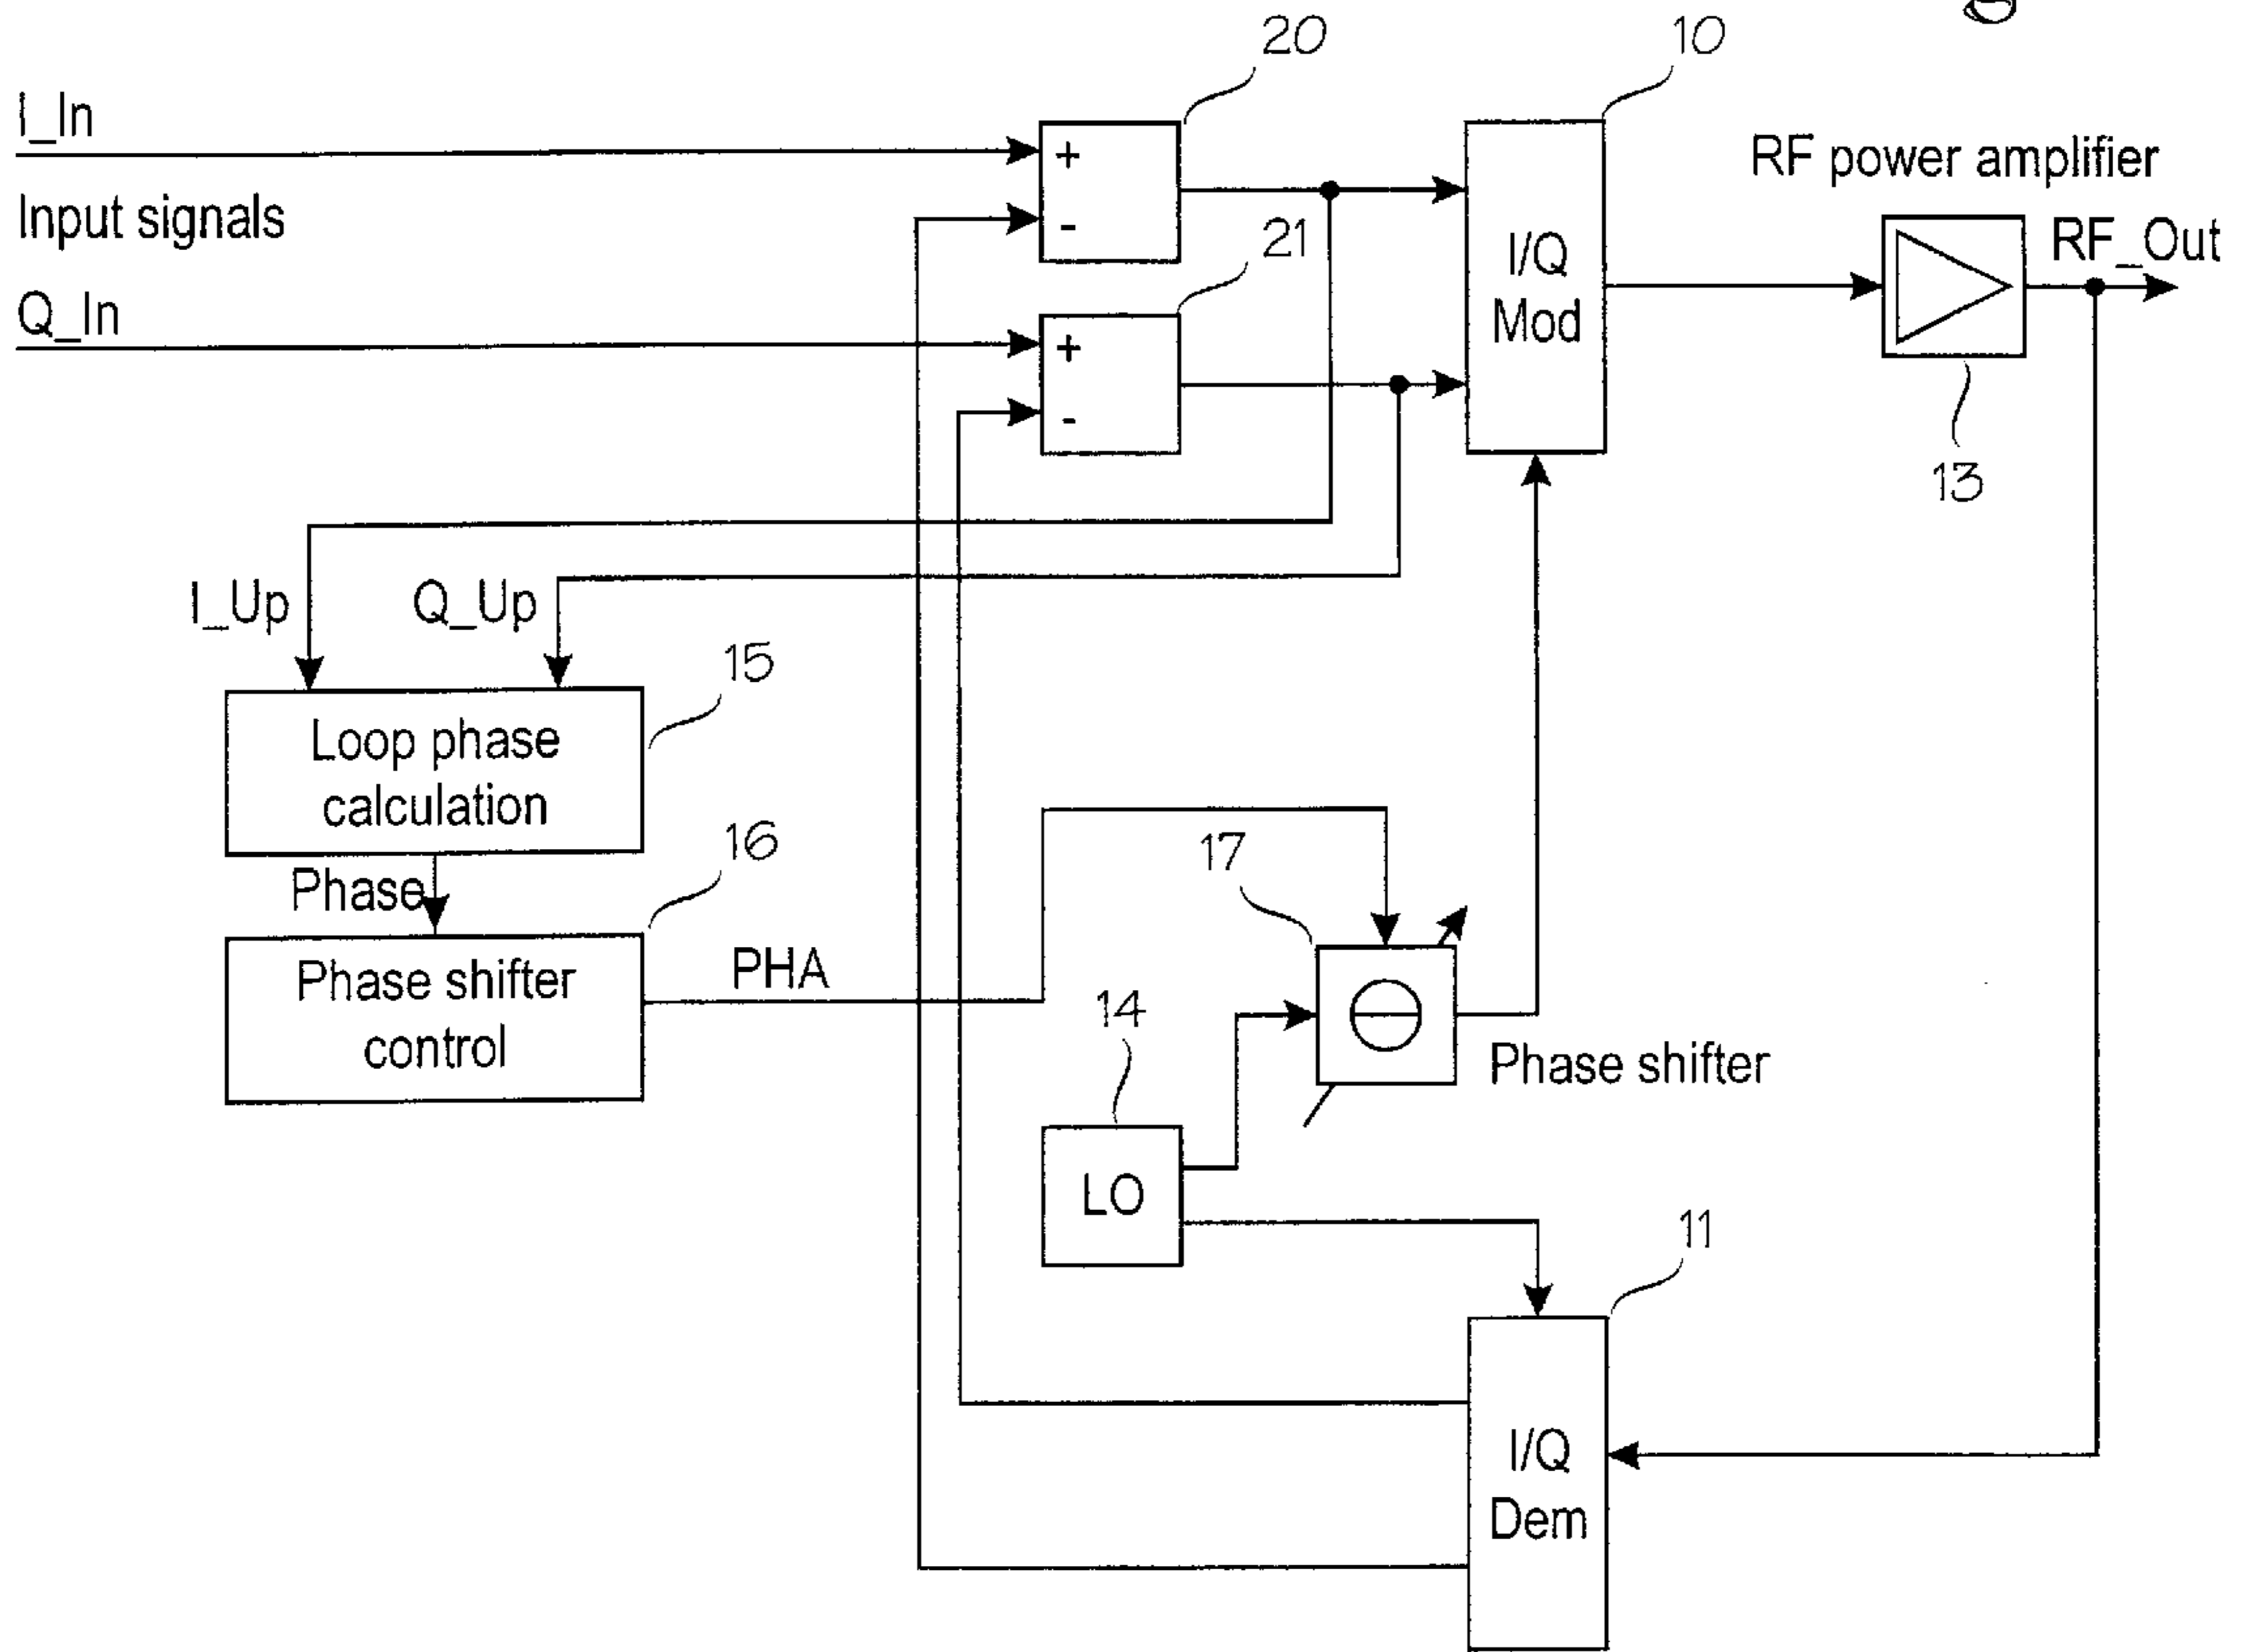 20
10
I_In
+
RF power amplifier
Input signals
-
21
I/Q
Mod
RF_Out
Q_In
+
-
13
I_Up
Q_Up
15
Loop phase
calculation
16
17
Phase
PHA
Phase shifter
control
14
Phase shifter
LO
11
I/Q
Dem